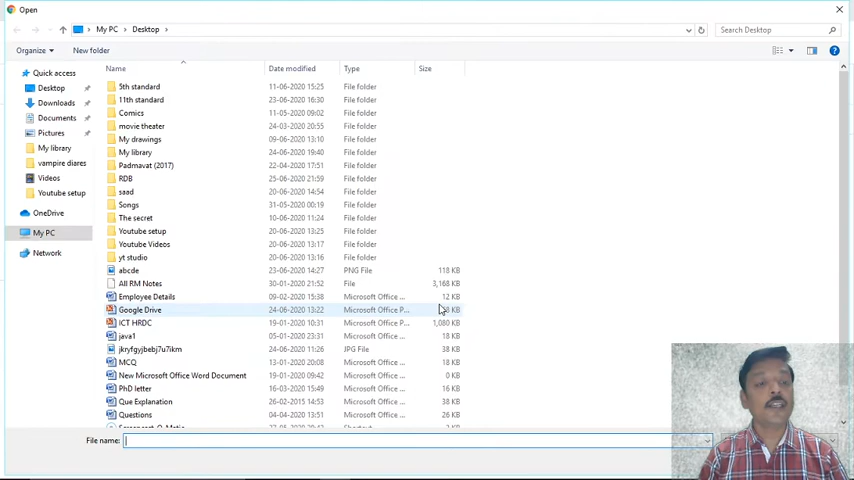 Open
My PC > Desktop >
Search Desktop
Organize
New folder
Name Date modified Type Size
Quick access
Desktop
Downloads
Documents
Pictures
My library
vampire diares
Videos
Youtube setup
OneDrive
My PC
Network
5th standard 11-06-2020 15:25 File folder
11th standard 23-06-2020 16:30 File folder
Comics 11-05-2020 09:02 File folder
movie theater 24-03-2020 20:55 File folder
My drawings 09-06-2020 13:10 File folder
My library 24-06-2020 19:40 File folder
Padmavat (2017) 22-04-2020 17:51 File folder
RDB 25-06-2020 21:59 File folder
saad 20-06-2020 14:54 File folder
Songs 31-05-2020 00:19 File folder
The secret 10-06-2020 11:24 File folder
Youtube setup 20-06-2020 13:25 File folder
Youtube Videos 20-06-2020 13:17 File folder
yt studio 20-06-2020 13:16 File folder
abcde 23-06-2020 14:27 PNG File 118 KB
All RM Notes 30-01-2020 21:52 File 3,168 KB
Employee Details 09-02-2020 15:38 Microsoft Office ... 12 KB
Google Drive 24-06-2020 13:22 Microsoft Office P... KB
ICT HRDC 19-01-2020 10:31 Microsoft Office P... 1,080 KB
java1 05-01-2020 23:31 Microsoft Office ... 18 KB
jkryfgyjbebj7u7ikm 24-06-2020 11:26 JPG File 38 KB
MCQ 13-01-2020 20:08 Microsoft Office ... 18 KB
New Microsoft Office Word Document 19-01-2020 09:42 Microsoft Office ... 0 KB
PhD letter 16-03-2020 15:49 Microsoft Office ... 16 KB
Que Explanation 26-02-2015 14:53 Microsoft Office ... 38 KB
Questions 04-04-2020 13:51 Microsoft Office ... 26 KB
File name: